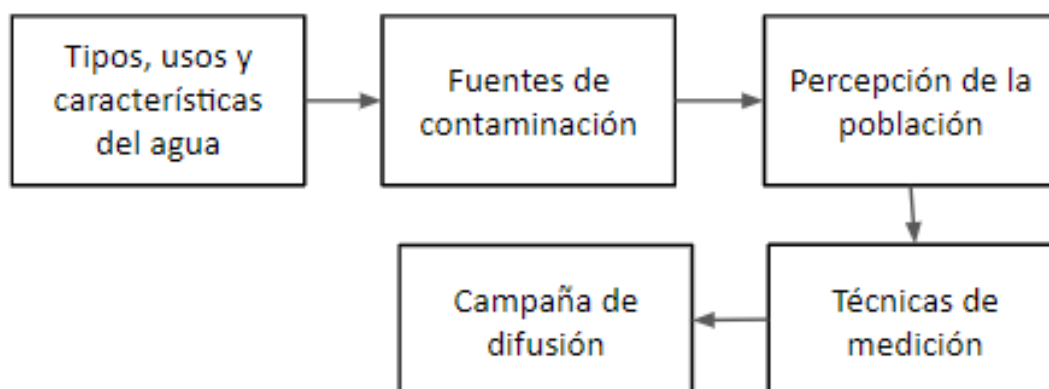 Tipos, usos y
características
del agua
Fuentes de
contaminación
Percepción de la
población
Técnicas de
medición
Campaña de
difusión